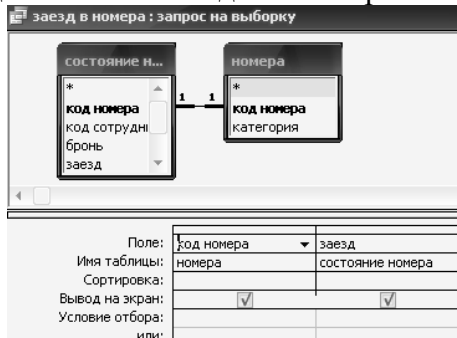 заезд в номера : запрос на выборку
состояние н...
*
код номера
код сотрудн
бронь
заезд
1 1
номера
*
код номера
категория
Поле: код номера заезд
Имя таблицы: номера состояние номера
Сортировка:
Вывод на экран:
Условие отбора:
или: